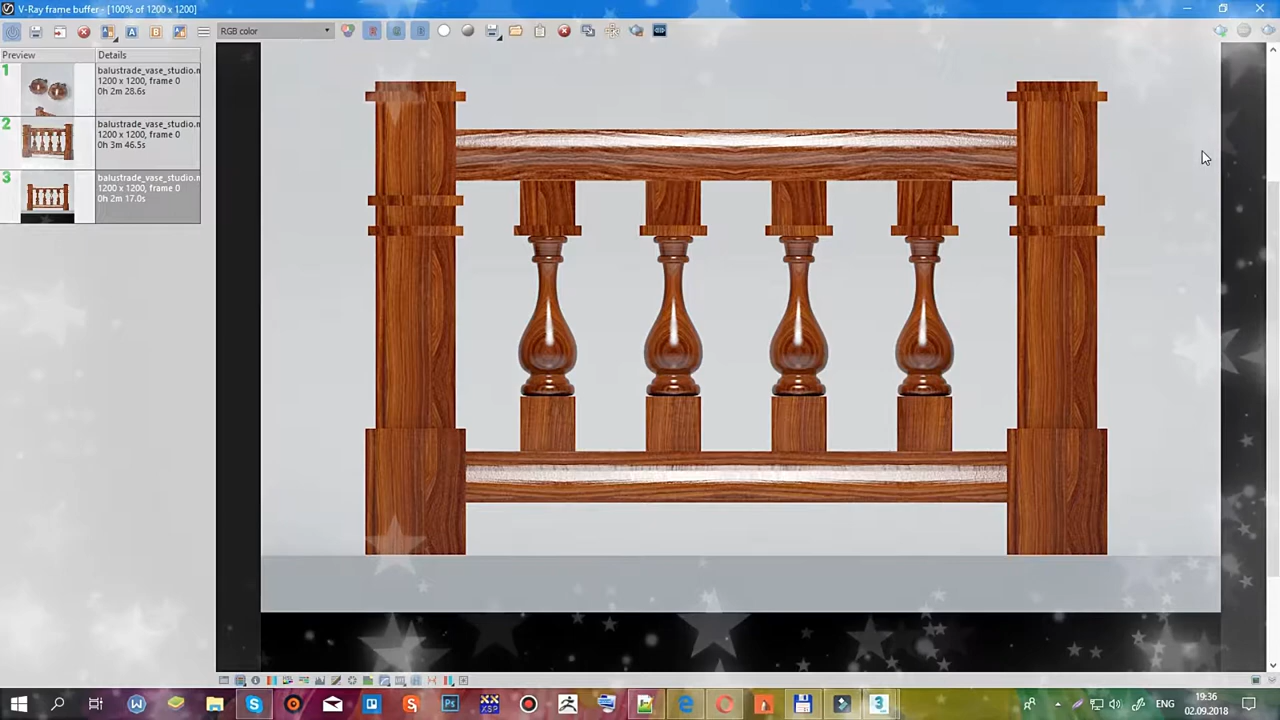 V-Ray frame buffer - [100% of 1200 x 1200]
RGB color
Preview
Details
1
balustrade_vase_studio.m
1200 x 1200, frame 0
0h 2m 28.6s
2
balustrade_vase_studio.m
1200 x 1200, frame 0
0h 3m 46.5s
3
balustrade_vase_studio.m
1200 x 1200, frame 0
0h 2m 17.0s
ENG
19:36
02.09.2018